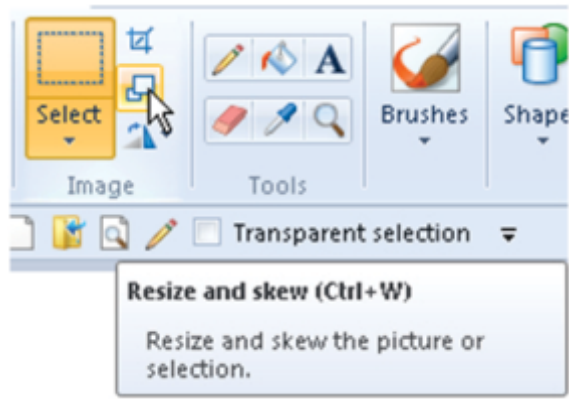 A
Select
Brushes
Shape
Image
Tools
Transparent selection
Resize and skew (Ctrl+W)
Resize and skew the picture or
selection.